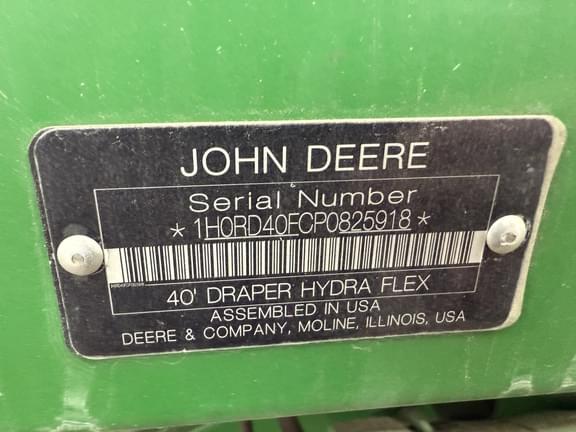 JOHN DEERE
Serial Number
*1H0RD40FCP0825918*
40' DRAPER HYDRA FLEX
ASSEMBLED IN USA
DEERE & COMPANY, MOLINE, ILLINOIS, USA